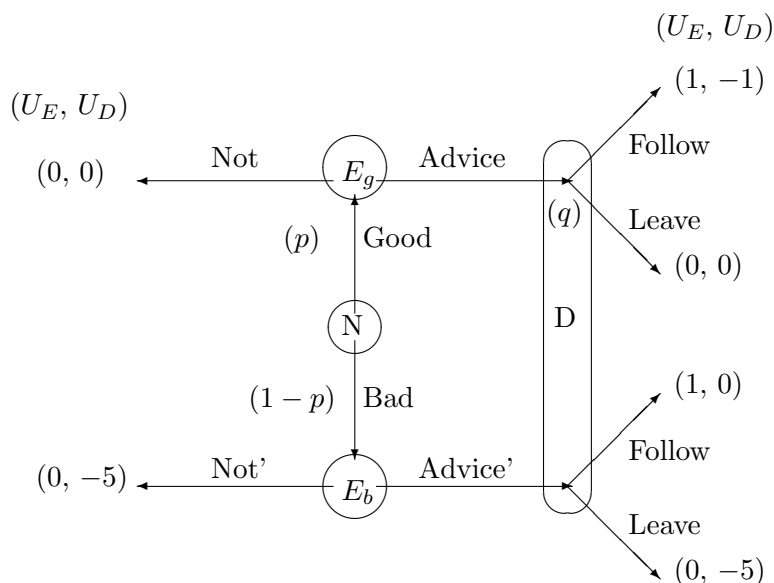 (U_E, U_D)
(1, −1)
(U_E, U_D)
Not
Advice
Follow
(0, 0)
E_g
(q)
Leave
(p)
Good
(0, 0)
N
D
(1 − p)
Bad
(1, 0)
Follow
Not'
Advice'
(0, −5)
E_b
Leave
(0, −5)